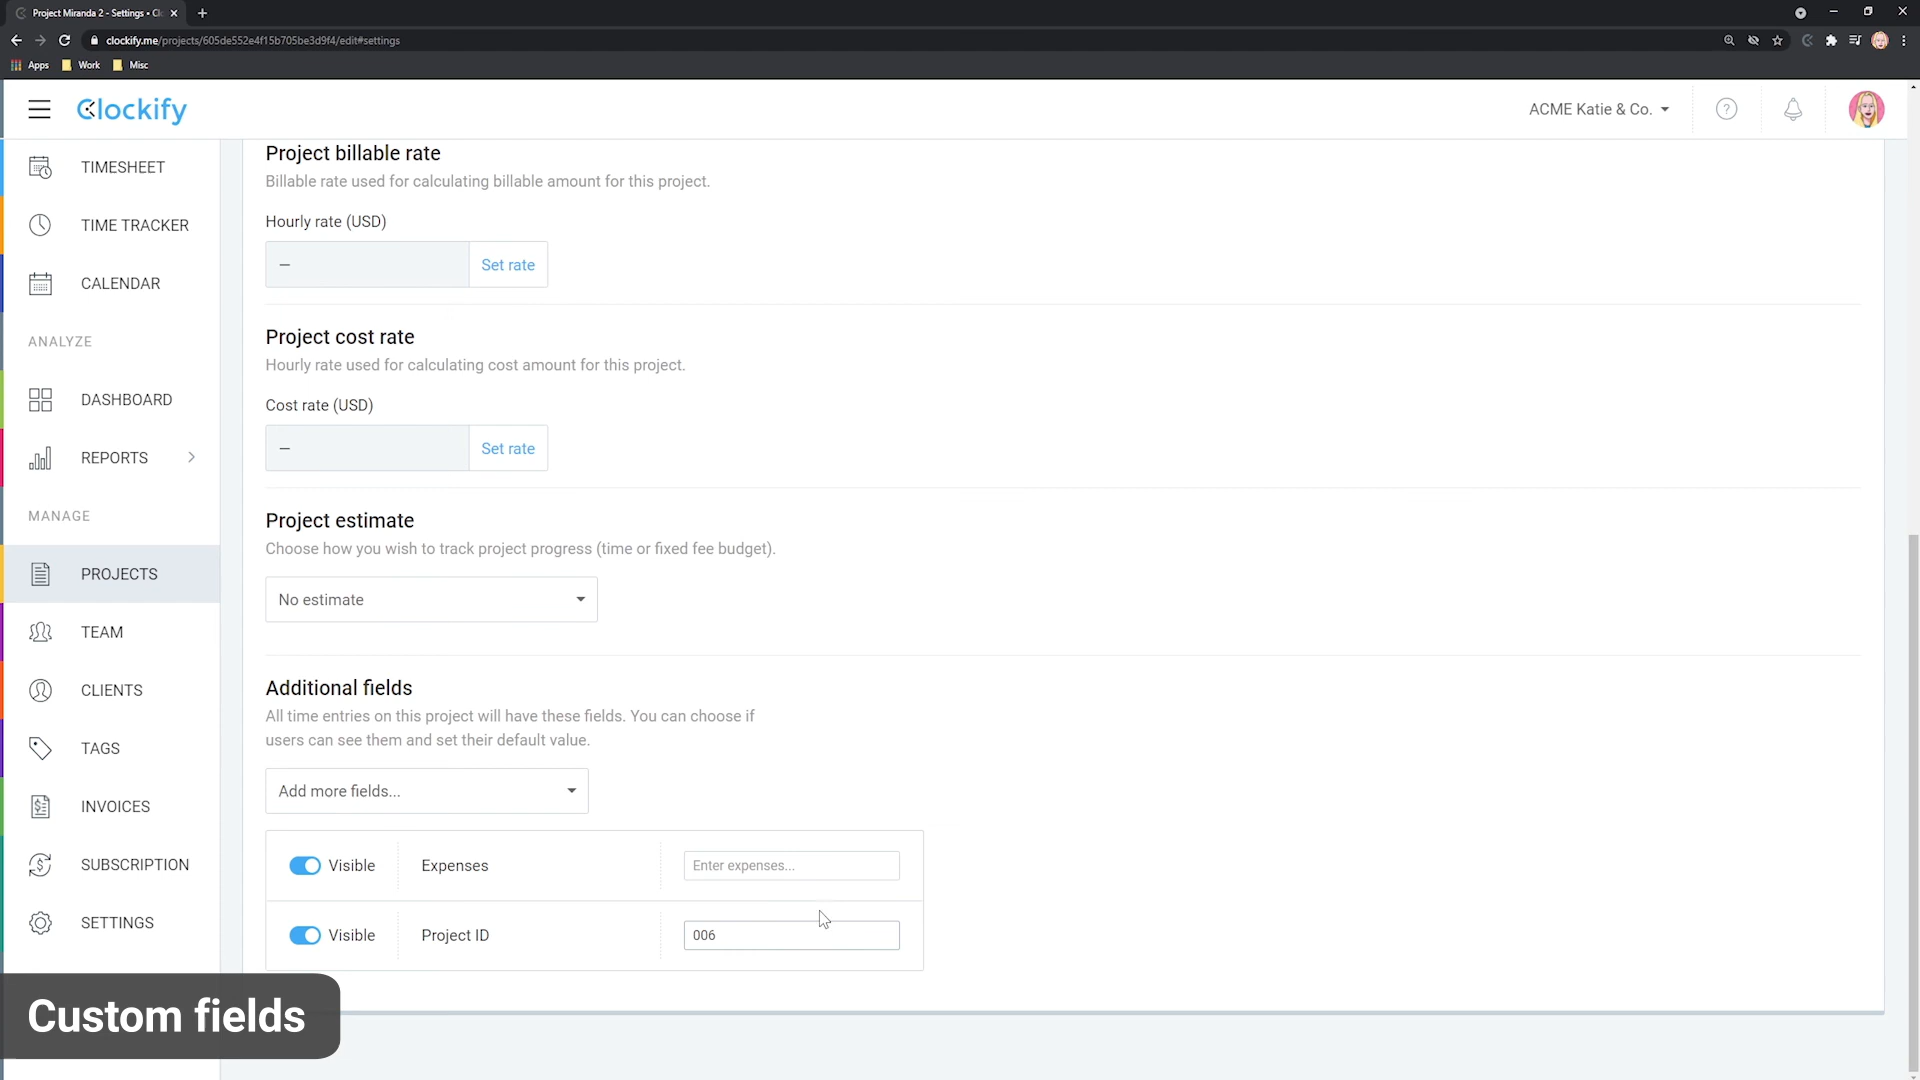 Project Miranda 2 - Settings • Cl
clockify.me/projects/605de552e4f15b705be3d9f4/edit#settings
Apps
Work
Misc
Clockify
ACME Katie & Co.
TIMESHEET
TIME TRACKER
CALENDAR
ANALYZE
DASHBOARD
REPORTS
MANAGE
PROJECTS
TEAM
CLIENTS
TAGS
INVOICES
SUBSCRIPTION
SETTINGS
Project billable rate
Billable rate used for calculating billable amount for this project.
Hourly rate (USD)
—
Set rate
Project cost rate
Hourly rate used for calculating cost amount for this project.
Cost rate (USD)
—
Set rate
Project estimate
Choose how you wish to track project progress (time or fixed fee budget).
No estimate
Additional fields
All time entries on this project will have these fields. You can choose if
users can see them and set their default value.
Add more fields...
Visible Expenses Enter expenses...
Visible Project ID 006
Custom fields